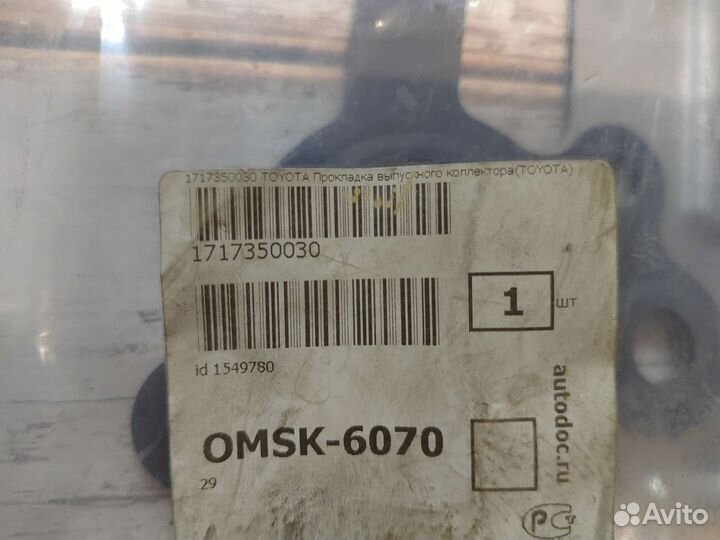 1717350030 TOYOTA Прокладка выпускного коллектора(TOYOTA)
1717350030
1 шт
id 1549780
OMSK-6070
29
autodoc.ru
Avito